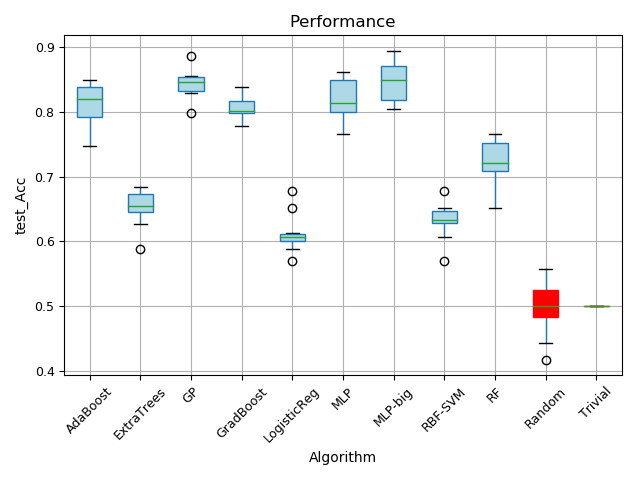 Performance
test_Acc
0.9
0.8
0.7
0.6
0.5
0.4
AdaBoost
ExtraTrees
GP
GradBoost
LogisticReg
MLP
MLP-big
RBF-SVM
RF
Random
Trivial
Algorithm